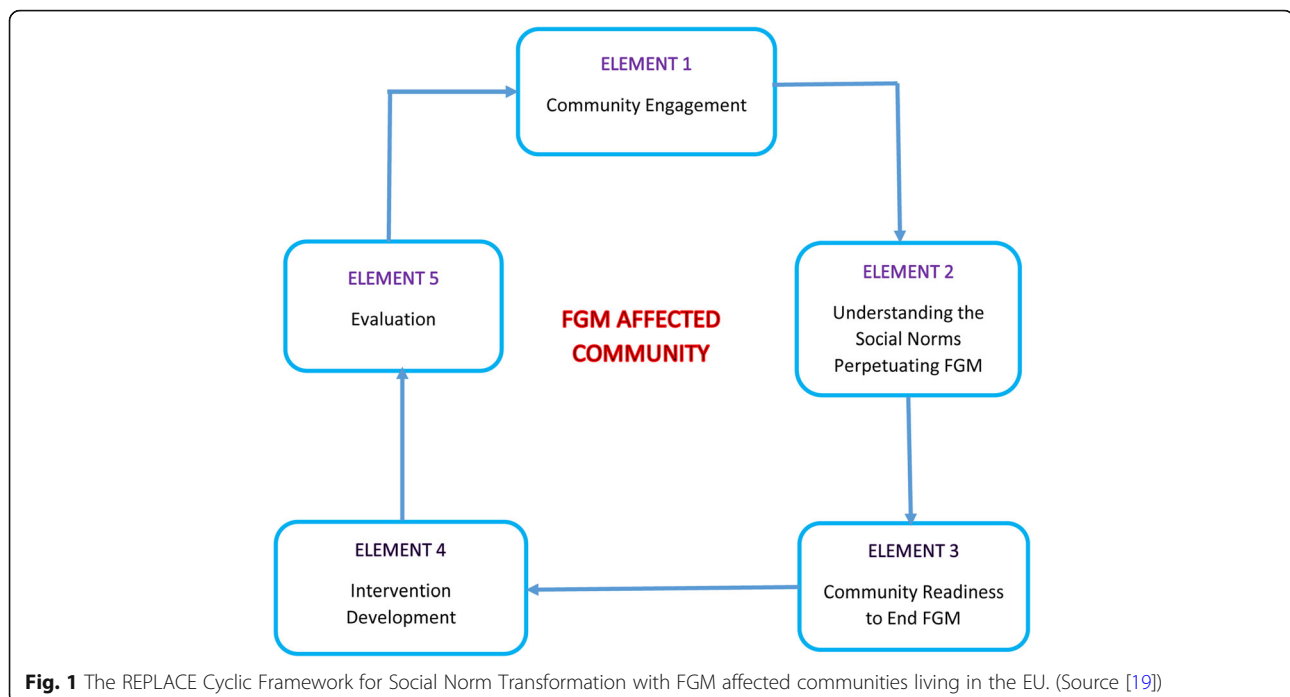 ELEMENT 1
Community Engagement
ELEMENT 2
Understanding the
Social Norms
Perpetuating FGM
ELEMENT 3
Community Readiness
to End FGM
ELEMENT 4
Intervention
Development
ELEMENT 5
Evaluation
FGM AFFECTED
COMMUNITY
Fig. 1 The REPLACE Cyclic Framework for Social Norm Transformation with FGM affected communities living in the EU. (Source [19])